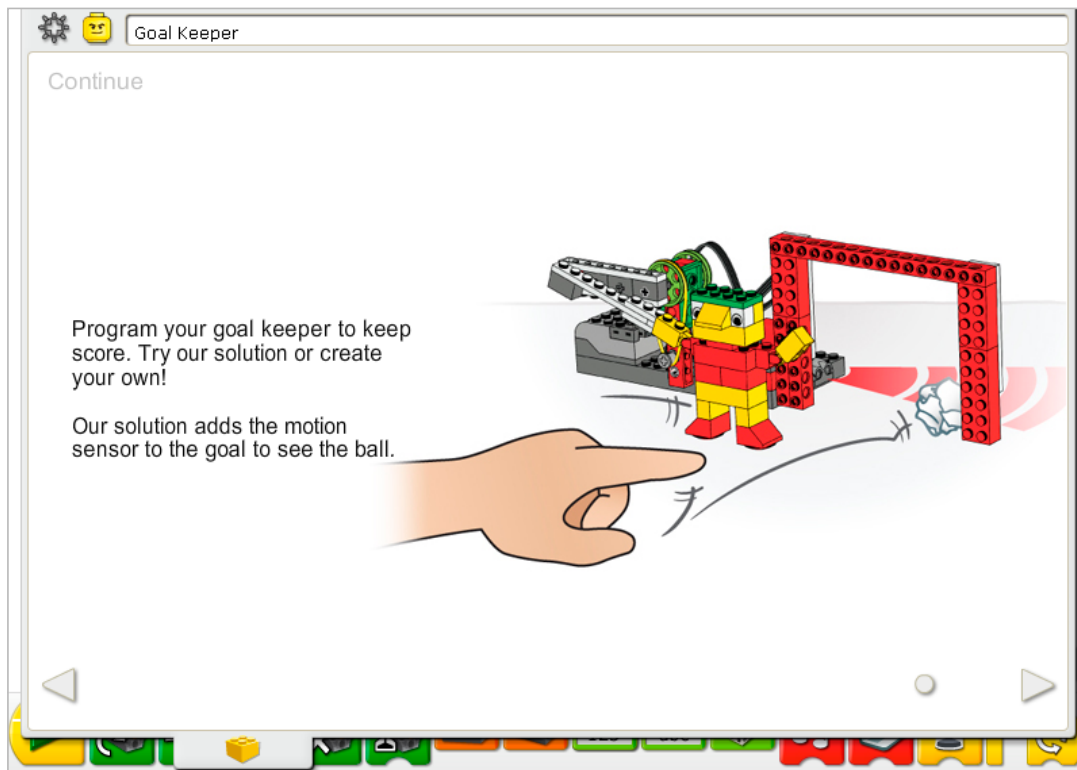 Goal Keeper
Continue
Program your goal keeper to keep
score. Try our solution or create
your own!
Our solution adds the motion
sensor to the goal to see the ball.